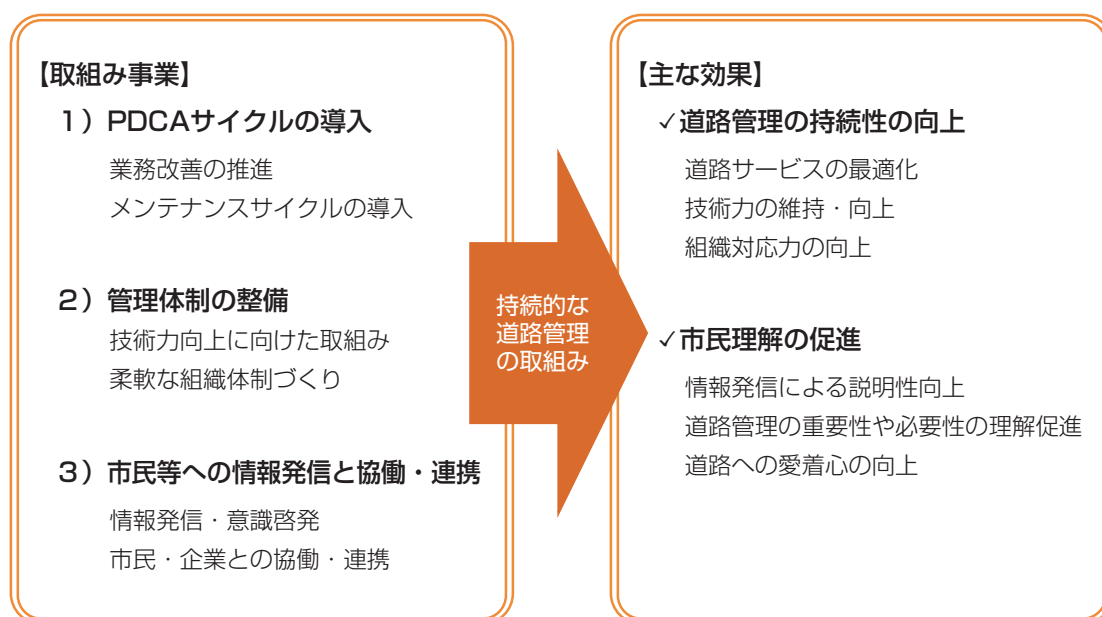 【取組み事業】
１）PDCAサイクルの導入
業務改善の推進
メンテナンスサイクルの導入
２）管理体制の整備
技術力向上に向けた取組み
柔軟な組織体制づくり
３）市民等への情報発信と協働・連携
情報発信・意識啓発
市民・企業との協働・連携
持続的な
道路管理
の取組み
【主な効果】
✓道路管理の持続性の向上
道路サービスの最適化
技術力の維持・向上
組織対応力の向上
✓市民理解の促進
情報発信による説明性向上
道路管理の重要性や必要性の理解促進
道路への愛着心の向上